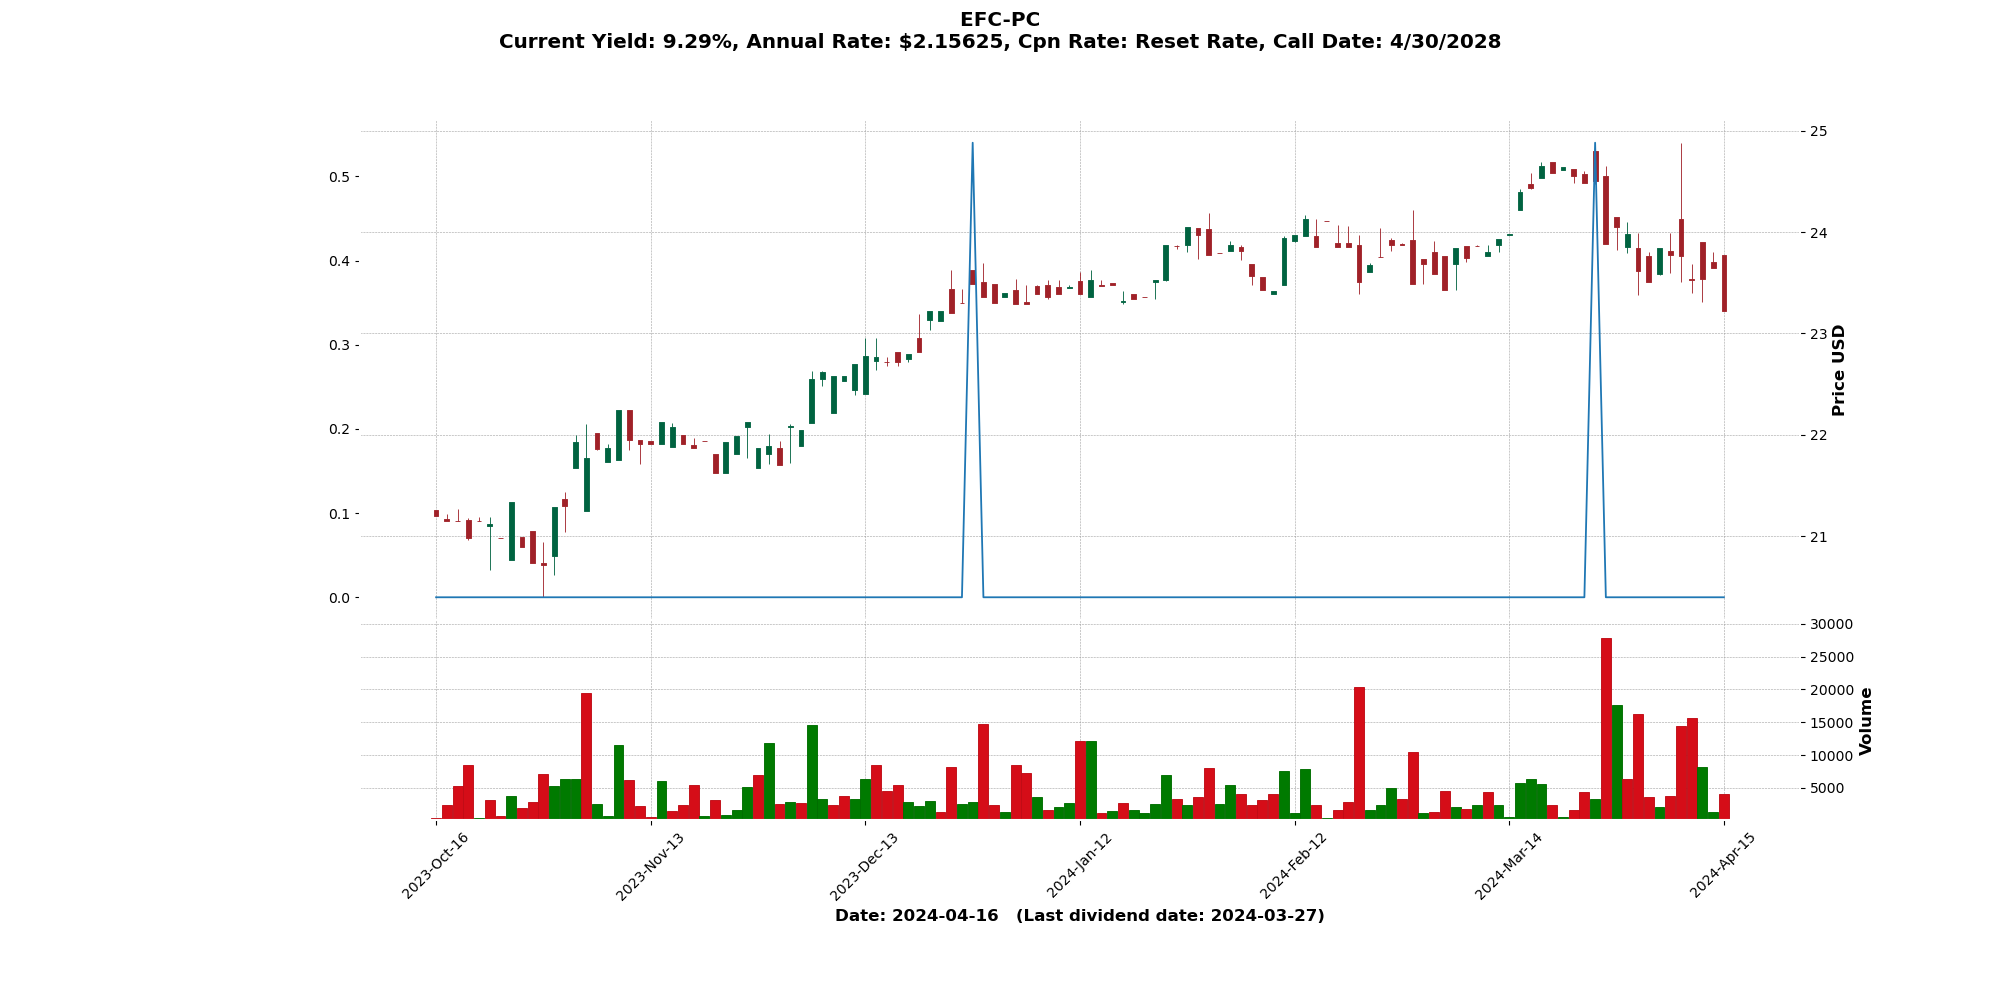 EFC-PC
Current Yield: 9.29%, Annual Rate: $2.15625, Cpn Rate: Reset Rate, Call Date: 4/30/2028
0.5
0.4
0.3
0.2
0.1
0.0
25
24
23
22
21
Price USD
30000
25000
20000
15000
10000
5000
Volume
2023-Oct-16
2023-Nov-13
2023-Dec-13
2024-Jan-12
2024-Feb-12
2024-Mar-14
2024-Apr-15
Date: 2024-04-16 (Last dividend date: 2024-03-27)